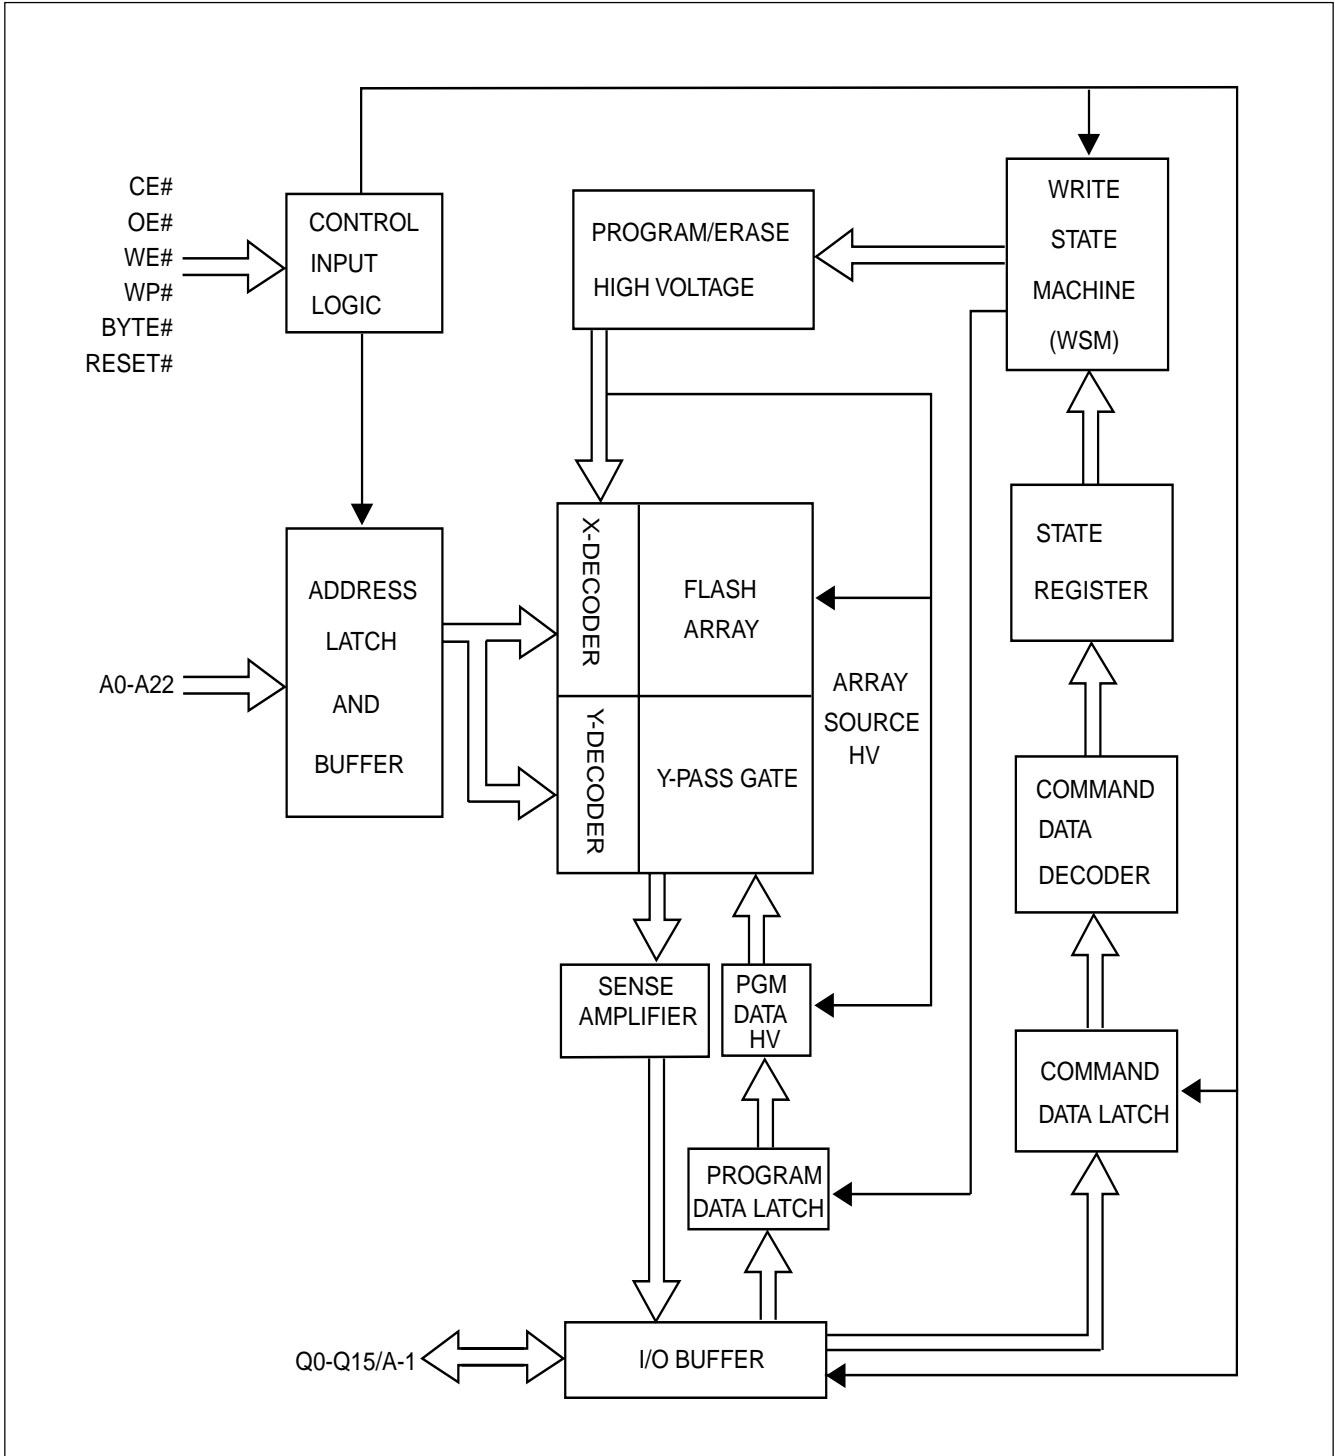 CE#
OE#
WE#
WP#
BYTE#
RESET#
CONTROL
INPUT
LOGIC
PROGRAM/ERASE
HIGH VOLTAGE
WRITE
STATE
MACHINE
(WSM)
STATE
REGISTER
A0-A22
ADDRESS
LATCH
AND
BUFFER
X-DECODER
FLASH
ARRAY
Y-DECODER
Y-PASS GATE
ARRAY
SOURCE
HV
COMMAND
DATA
DECODER
SENSE
AMPLIFIER
PGM
DATA
HV
COMMAND
DATA LATCH
PROGRAM
DATA LATCH
Q0-Q15/A-1
I/O BUFFER